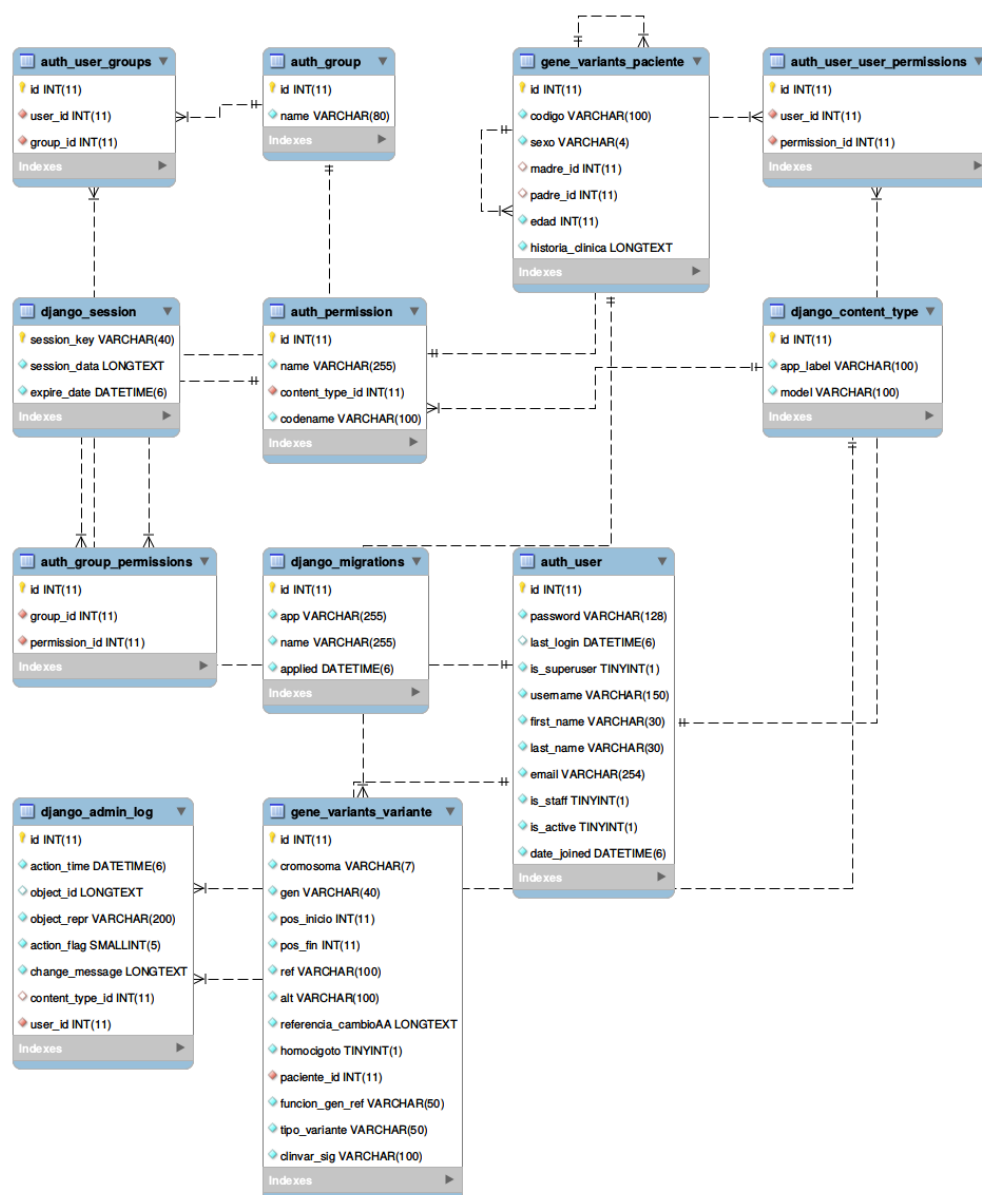 auth_user_groups
id INT(11)
user_id INT(11)
group_id INT(11)
Indexes
auth_group
id INT(11)
name VARCHAR(80)
Indexes
gene_variants_paciente
id INT(11)
codigo VARCHAR(100)
sexo VARCHAR(4)
madre_id INT(11)
padre_id INT(11)
edad INT(11)
historia_clinica LONGTEXT
Indexes
auth_user_user_permissions
id INT(11)
user_id INT(11)
permission_id INT(11)
Indexes
django_session
session_key VARCHAR(40)
session_data LONGTEXT
expire_date DATETIME(6)
Indexes
auth_permission
id INT(11)
name VARCHAR(255)
content_type_id INT(11)
codename VARCHAR(100)
Indexes
django_content_type
id INT(11)
app_label VARCHAR(100)
model VARCHAR(100)
Indexes
auth_group_permissions
id INT(11)
group_id INT(11)
permission_id INT(11)
Indexes
django_migrations
id INT(11)
app VARCHAR(255)
name VARCHAR(255)
applied DATETIME(6)
Indexes
auth_user
id INT(11)
password VARCHAR(128)
last_login DATETIME(6)
is_superuser TINYINT(1)
username VARCHAR(150)
first_name VARCHAR(30)
last_name VARCHAR(30)
email VARCHAR(254)
is_staff TINYINT(1)
is_active TINYINT(1)
date_joined DATETIME(6)
Indexes
django_admin_log
id INT(11)
action_time DATETIME(6)
object_id LONGTEXT
object_repr VARCHAR(200)
action_flag SMALLINT(5)
change_message LONGTEXT
content_type_id INT(11)
user_id INT(11)
Indexes
gene_variants_variante
id INT(11)
cromosoma VARCHAR(7)
gen VARCHAR(40)
pos_inicio INT(11)
pos_fin INT(11)
ref VARCHAR(100)
alt VARCHAR(100)
referencia_cambioAA LONGTEXT
homocigoto TINYINT(1)
paciente_id INT(11)
funcion_gen_ref VARCHAR(50)
tipo_variante VARCHAR(50)
clinvar_sig VARCHAR(100)
Indexes